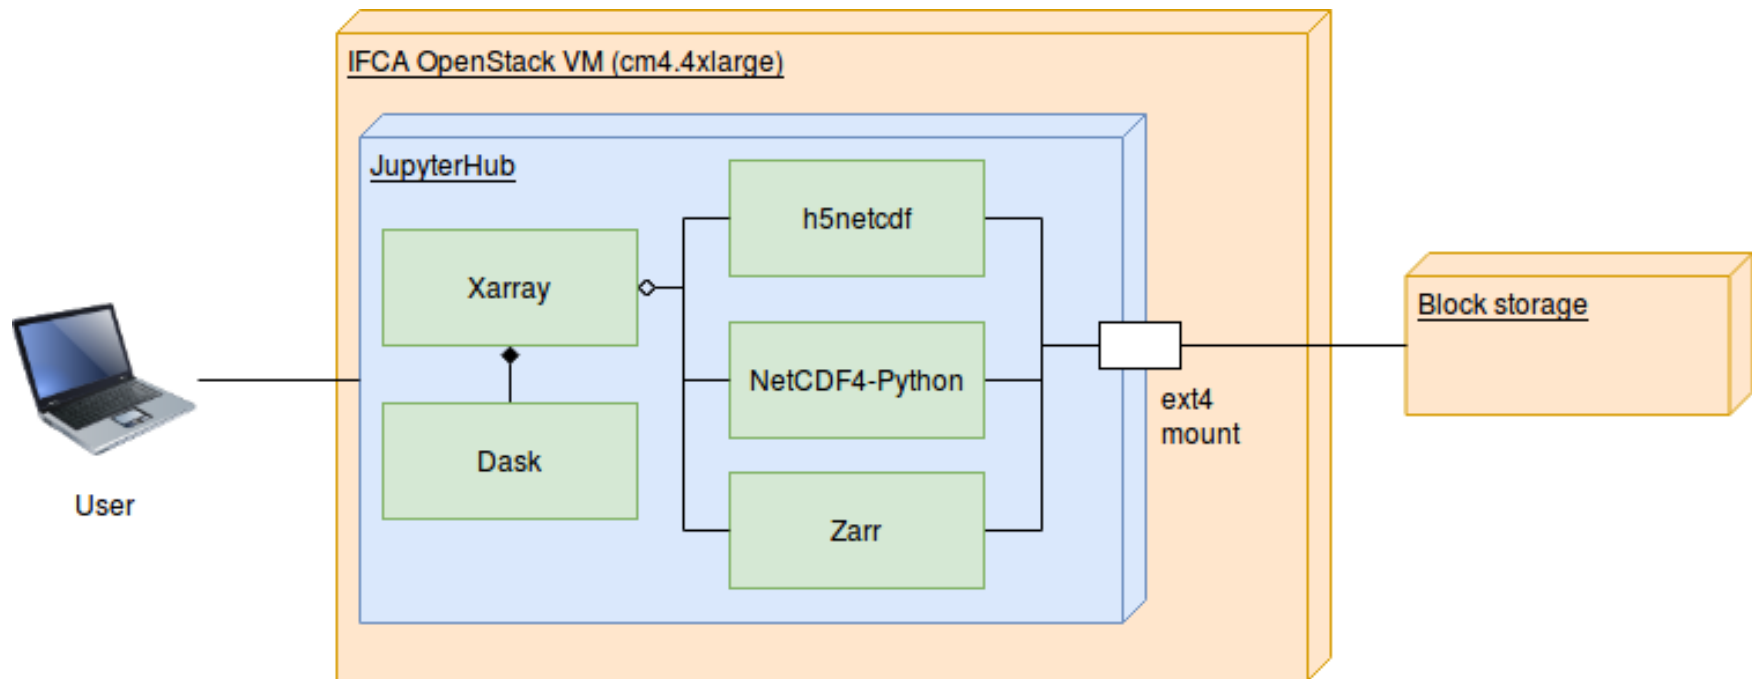 IFCA OpenStack VM (cm4.4xlarge)
JupyterHub
h5netcdf
Xarray
Block storage
NetCDF4-Python
ext4
mount
Dask
User
Zarr